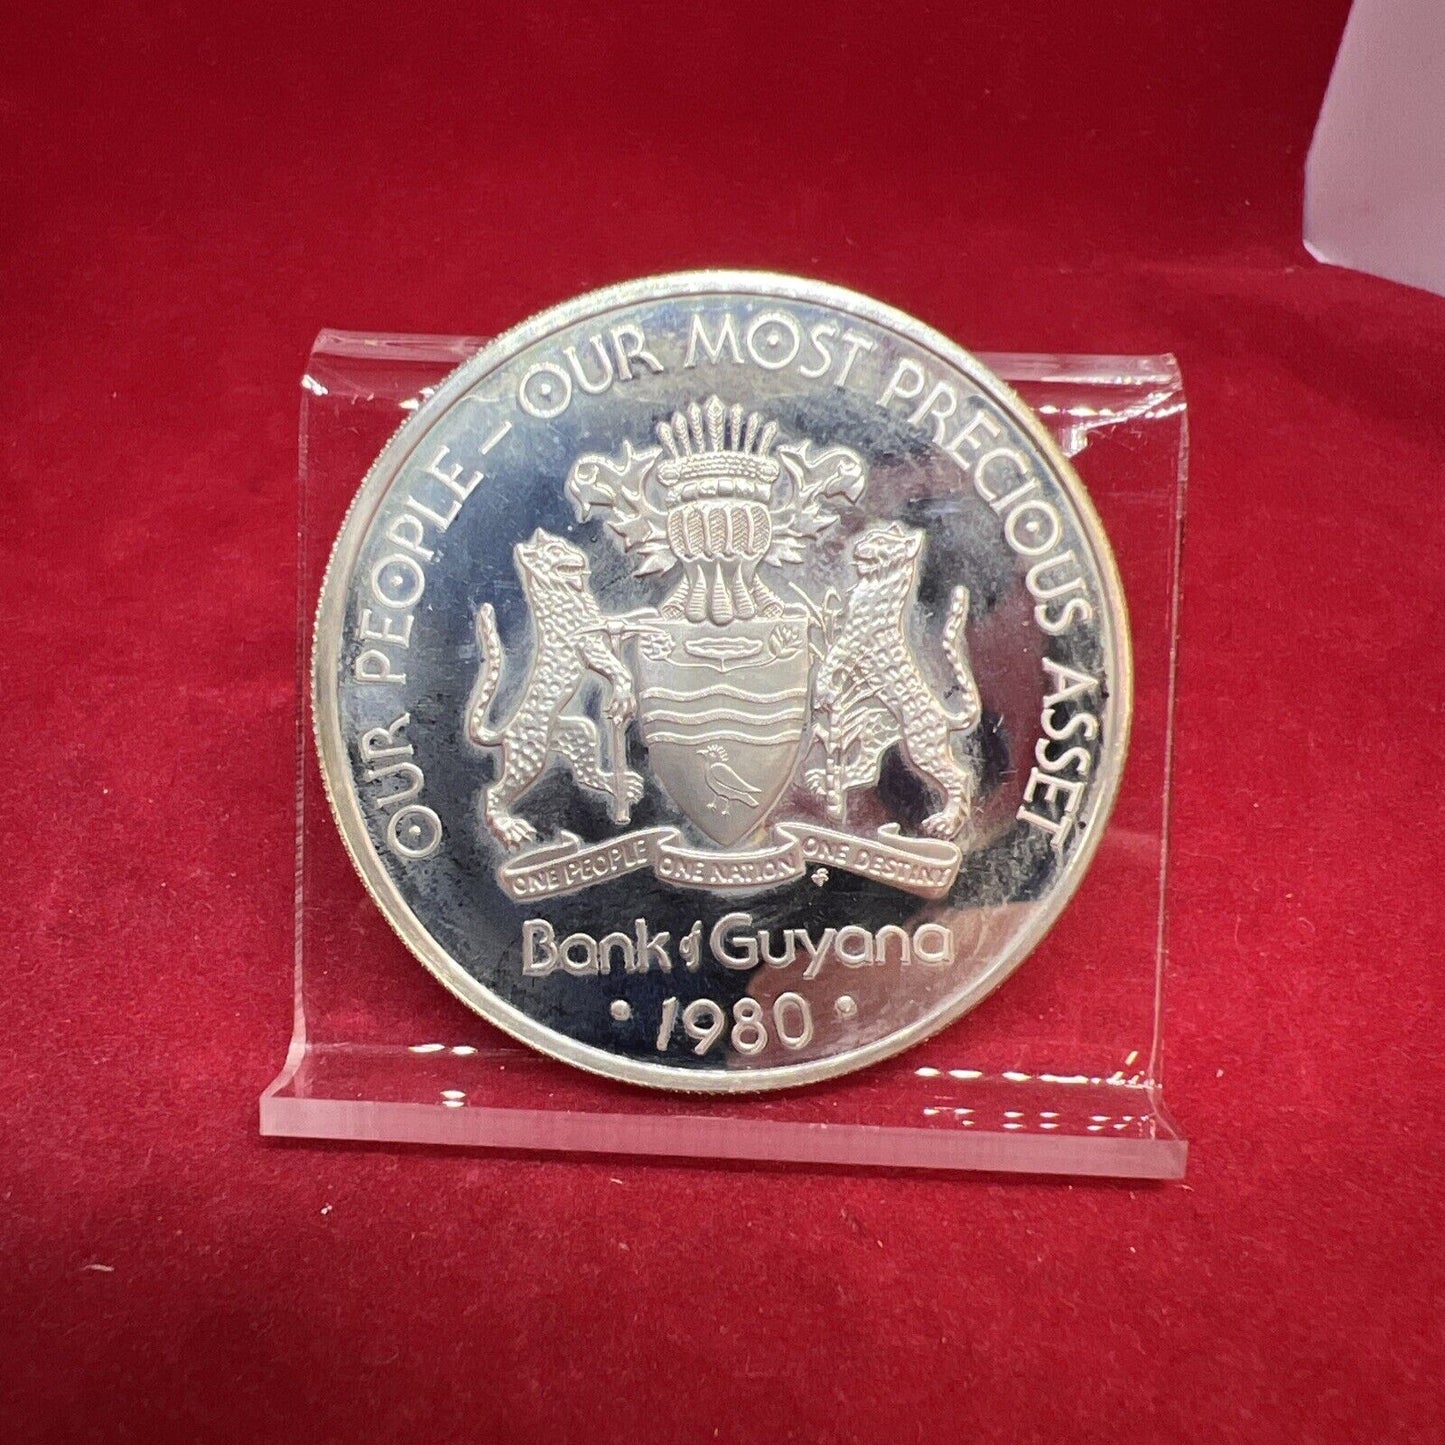 OUR PEOPLE – OUR MOST PRECIOUS ASSET
ONE PEOPLE ONE NATION ONE DESTINY
Bank of Guyana
· 1980 ·